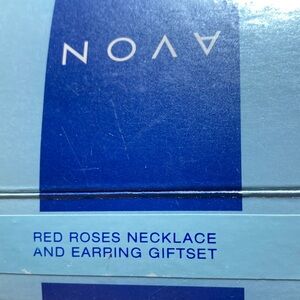 AVON
RED ROSES NECKLACE
AND EARRING GIFTSET